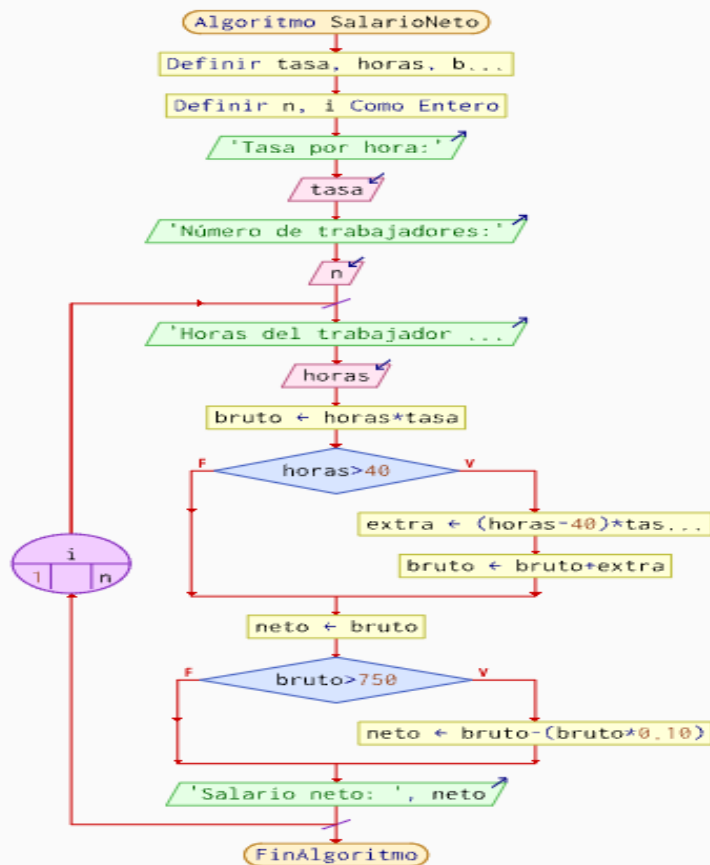 Algoritmo SalarioNeto
Definir tasa, horas, b...
Definir n, i Como Entero
'Tasa por hora:'
tasa
'Número de trabajadores:'
n
'Horas del trabajador ...
horas
bruto ← horas*tasa
F
horas>40
V
extra ← (horas-40)*tas...
bruto ← bruto+extra
i
1
n
neto ← bruto
F
bruto>750
V
neto ← bruto-(bruto*0.10)
'Salario neto: ', neto
FinAlgoritmo